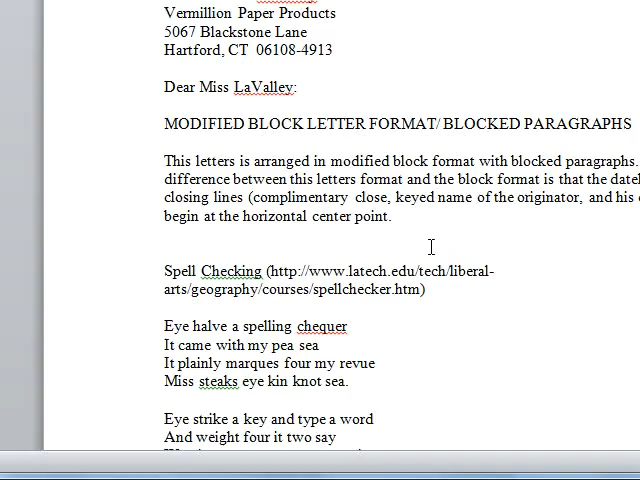 Vermillion Paper Products
5067 Blackstone Lane
Hartford, CT 06108-4913
Dear Miss LaValley:
MODIFIED BLOCK LETTER FORMAT/ BLOCKED PARAGRAPHS
This letters is arranged in modified block format with blocked paragraphs.
difference between this letters format and the block format is that the
closing lines (complimentary close, keyed name of the originator, and his
begin at the horizontal center point.
Spell Checking (http://www.latech.edu/tech/liberal-
arts/geography/courses/spellchecker.htm)
Eye halve a spelling chequer
It came with my pea sea
It plainly marques four my revue
Miss steaks eye kin knot sea.
Eye strike a key and type a word
And weight four it two say